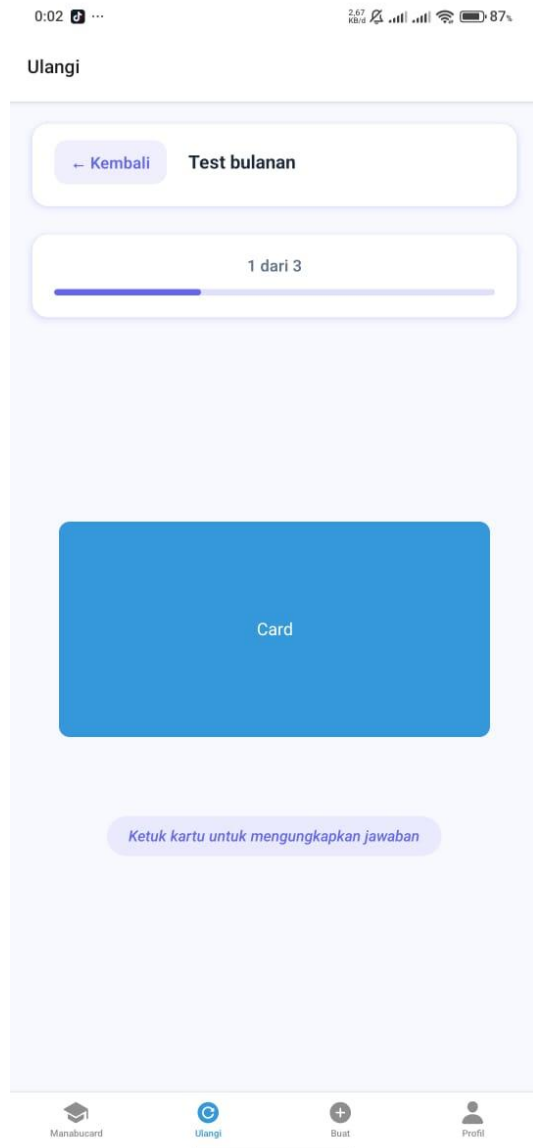 0:02 ...
2,67 KB/d 87%
Ulangi
← Kembali Test bulanan
1 dari 3
Card
Ketuk kartu untuk mengungkapkan jawaban
Manabucard Ulangi Buat Profil